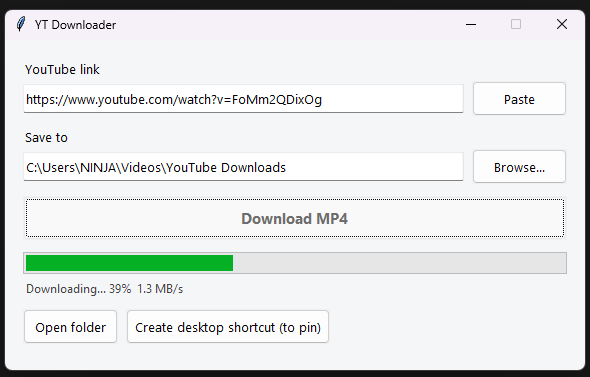 YT Downloader
YouTube link
https://www.youtube.com/watch?v=FoMm2QDixOg
Paste
Save to
C:\Users\NINJA\Videos\YouTube Downloads
Browse...
Download MP4
Downloading... 39%  1.3 MB/s
Open folder
Create desktop shortcut (to pin)